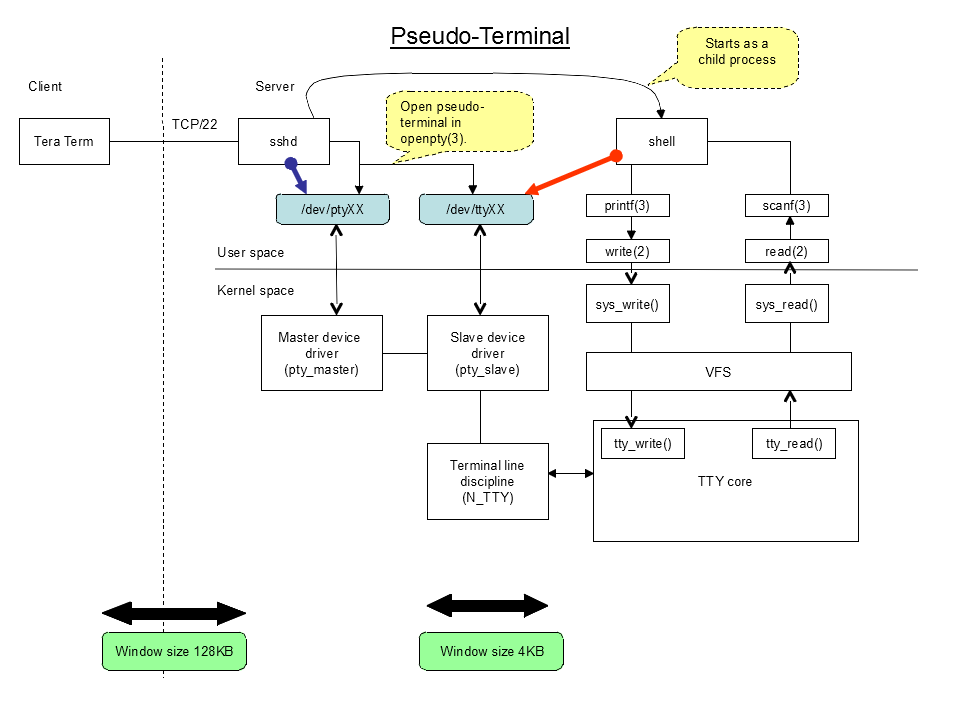 Pseudo-Terminal
Starts as a
child process
Client
Server
Open pseudo-
terminal in
openpty(3).
TCP/22
Tera Term
sshd
shell
/dev/ptyXX
/dev/ttyXX
printf(3)
scanf(3)
User space
write(2)
read(2)
Kernel space
sys_write()
sys_read()
Master device
driver
(pty_master)
Slave device
driver
(pty_slave)
VFS
tty_write()
tty_read()
Terminal line
discipline
(N_TTY)
TTY core
Window size 128KB
Window size 4KB